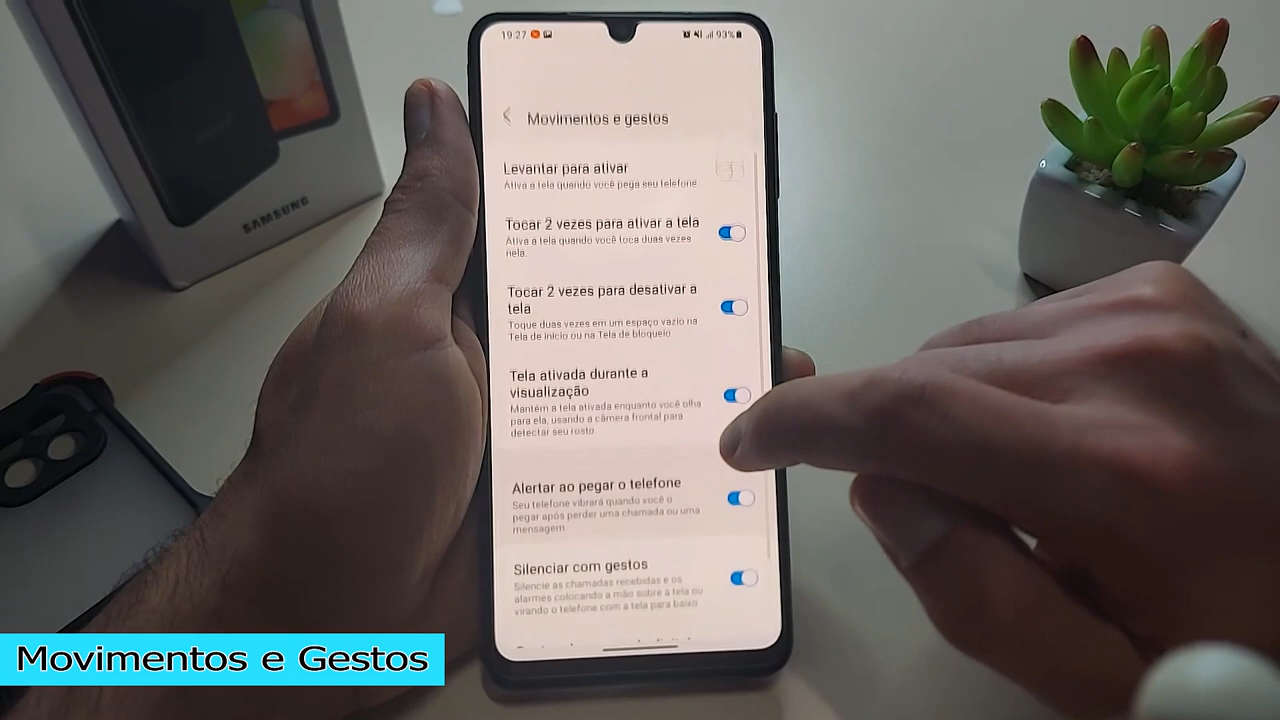 SAMSUNG
19:27
93%
Movimentos e gestos
Levantar para ativar
Ativa a tela quando você pega seu telefone.
Tocar 2 vezes para ativar a tela
Ativa a tela quando você toca duas vezes
nela.
Tocar 2 vezes para desativar a
tela
Toque duas vezes em um espaço vazio na
Tela de início ou na Tela de bloqueio
Tela ativada durante a
visualização
Mantém a tela ativada enquanto você olha
para ela, usando a câmera frontal para
detectar seu rosto.
Alertar ao pegar o telefone
Seu telefone vibrará quando você o
pegar após perder uma chamada ou uma
mensagem
Silenciar com gestos
Silencie as chamadas recebidas e os
alarmes colocando a mão sobre a tela ou
virando o telefone com a tela para baixo
Movimentos e Gestos